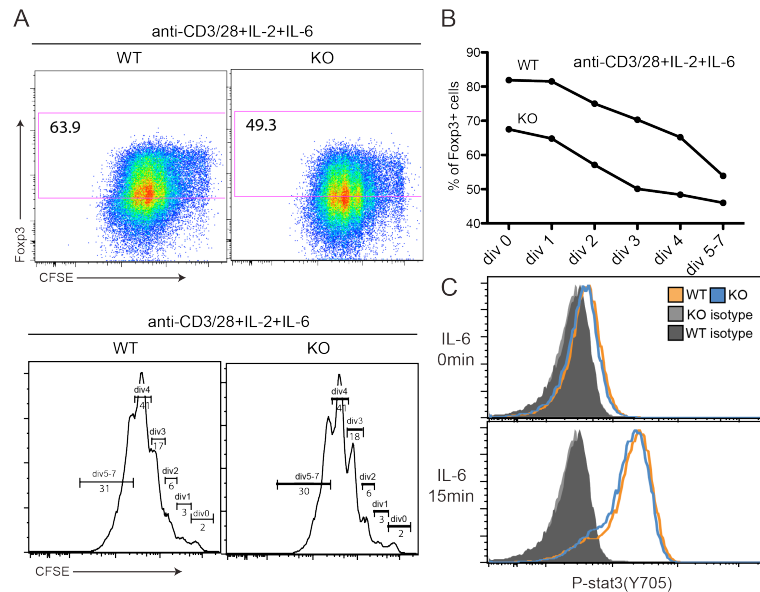 A
anti-CD3/28+IL-2+IL-6
WT
KO
63.9
49.3
Foxp3
CFSE
anti-CD3/28+IL-2+IL-6
WT
KO
div4
41
div3
17
div2
6
div5-7
31
div1
3
div0
2
div4
41
div3
18
div2
6
div5-7
30
div1
3
div0
2
CFSE
B
90
80
70
60
50
40
% of Foxp3+ cells
WT
anti-CD3/28+IL-2+IL-6
KO
div 0
div 1
div 2
div 3
div 4
div 5-7
C
WT
KO
KO isotype
WT isotype
IL-6
0min
IL-6
15min
P-stat3(Y705)